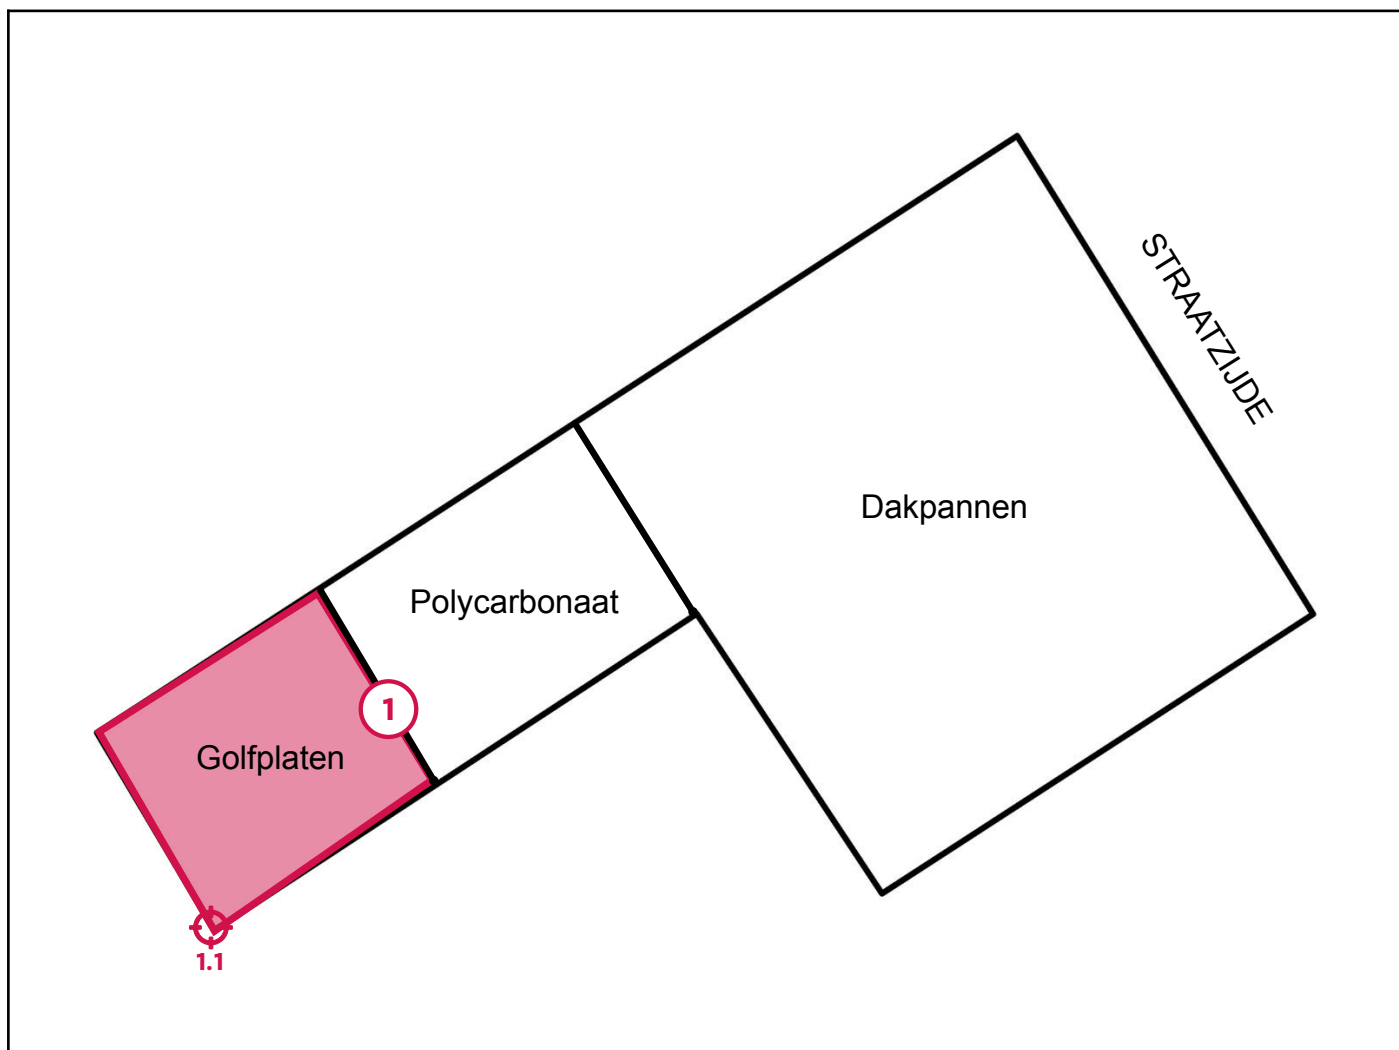 STRAATZIJDE
Dakpannen
Polycarbonaat
1
Golfplaten
1.1